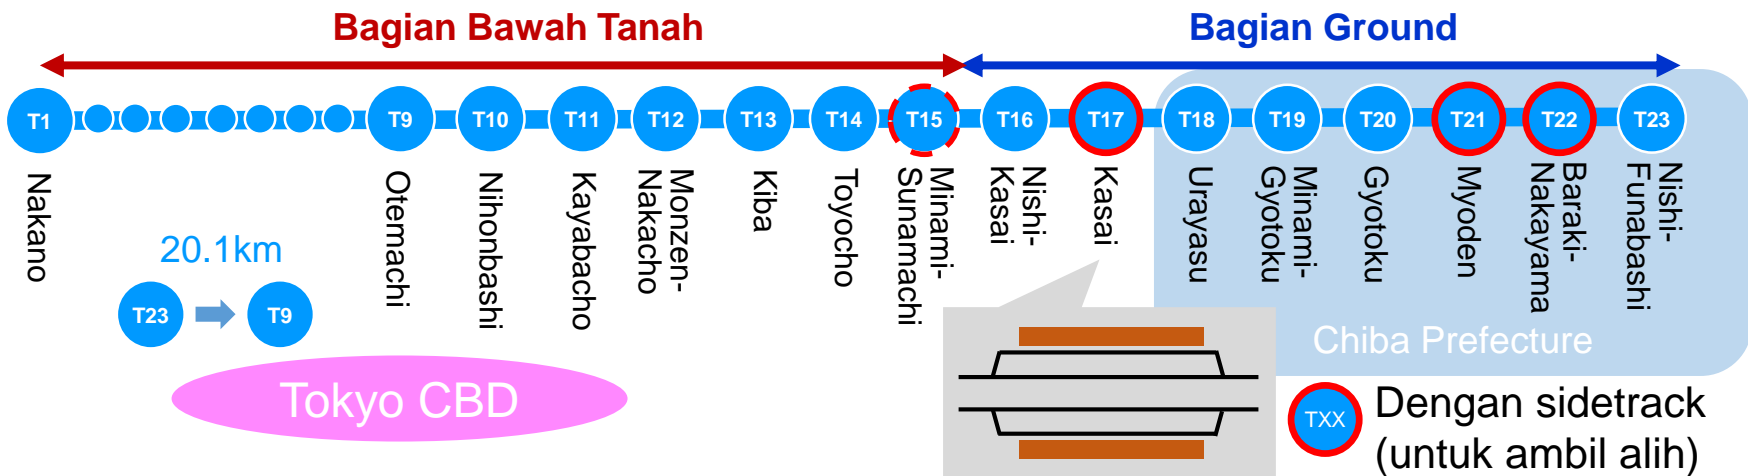 Bagian Bawah Tanah
Bagian Ground
T1
T9
T10
T11
T12
T13
T14
T15
T16
T17
T18
T19
T20
T21
T22
T23
Nakano
Otemachi
Nihonbashi
Kayabacho
Monzen-
Nakacho
Kiba
Toyocho
Minami-
Sunamachi
Nishi-
Kasai
Kasai
Urayasu
Minami-
Gyotoku
Gyotoku
Myoden
Baraki-
Nakayama
Nishi-
Funabashi
20.1km
T23
T9
Tokyo CBD
Chiba Prefecture
TXX
Dengan sidetrack
(untuk ambil alih)